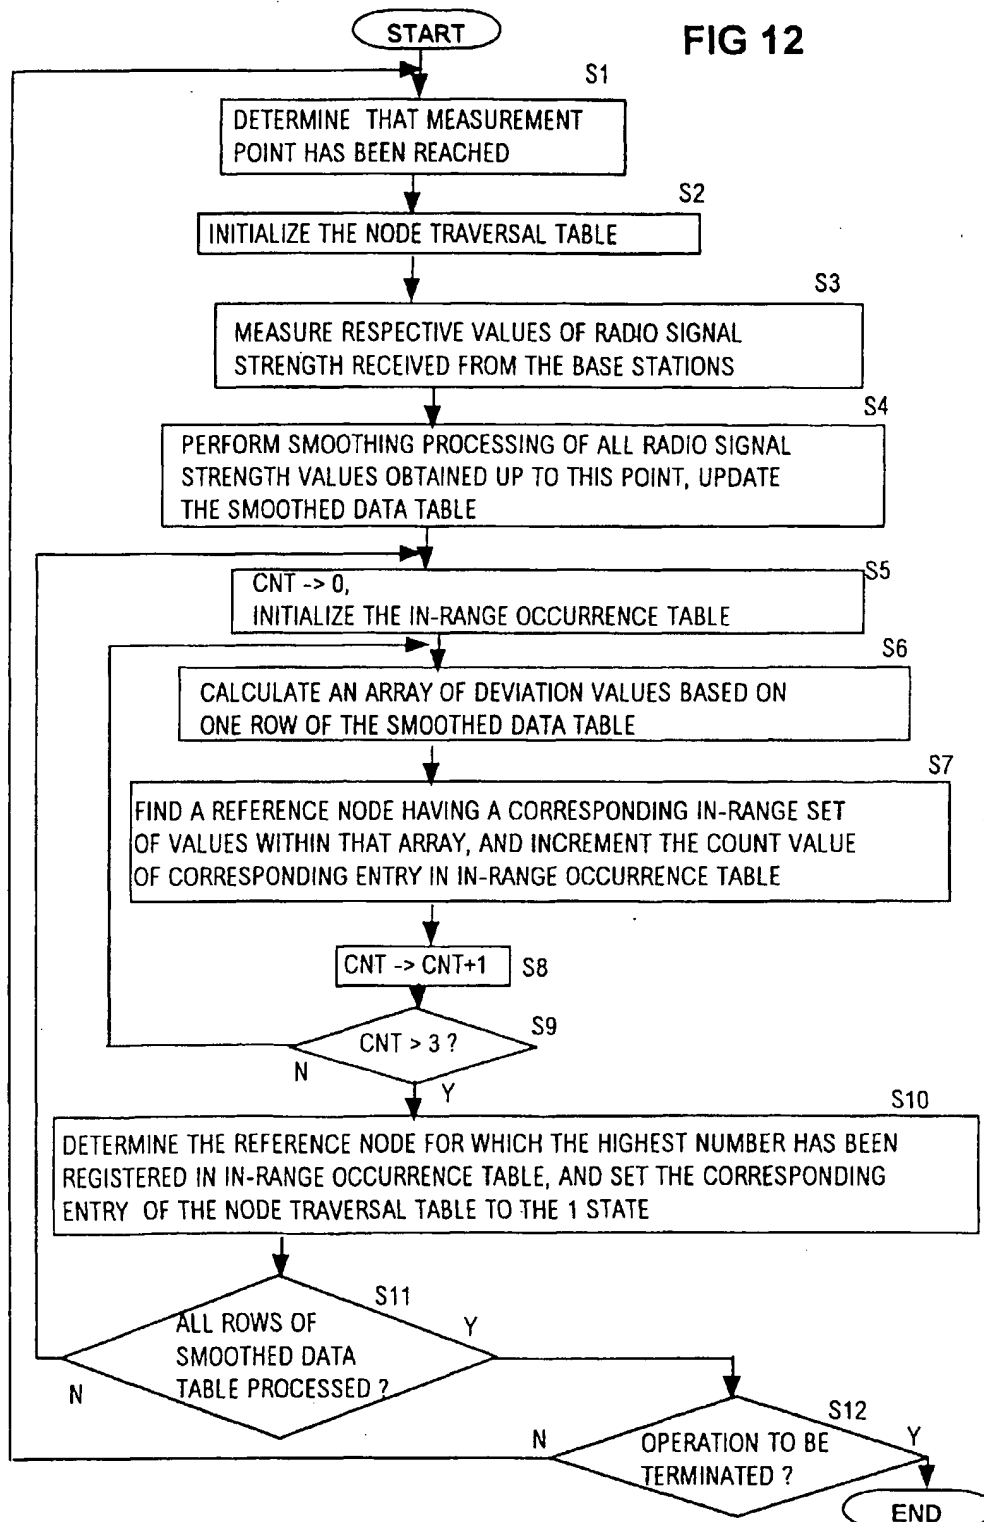 START
FIG 12
S1
DETERMINE THAT MEASUREMENT
POINT HAS BEEN REACHED
S2
INITIALIZE THE NODE TRAVERSAL TABLE
S3
MEASURE RESPECTIVE VALUES OF RADIO SIGNAL
STRENGTH RECEIVED FROM THE BASE STATIONS
S4
PERFORM SMOOTHING PROCESSING OF ALL RADIO SIGNAL
STRENGTH VALUES OBTAINED UP TO THIS POINT, UPDATE
THE SMOOTHED DATA TABLE
S5
CNT -> 0,
INITIALIZE THE IN-RANGE OCCURRENCE TABLE
S6
CALCULATE AN ARRAY OF DEVIATION VALUES BASED ON
ONE ROW OF THE SMOOTHED DATA TABLE
S7
FIND A REFERENCE NODE HAVING A CORRESPONDING IN-RANGE SET
OF VALUES WITHIN THAT ARRAY, AND INCREMENT THE COUNT VALUE
OF CORRESPONDING ENTRY IN IN-RANGE OCCURRENCE TABLE
CNT -> CNT+1
S8
S9
CNT > 3 ?
N
Y
S10
DETERMINE THE REFERENCE NODE FOR WHICH THE HIGHEST NUMBER HAS BEEN
REGISTERED IN IN-RANGE OCCURRENCE TABLE, AND SET THE CORRESPONDING
ENTRY OF THE NODE TRAVERSAL TABLE TO THE 1 STATE
S11
ALL ROWS OF
SMOOTHED DATA
TABLE PROCESSED ?
Y
N
S12
OPERATION TO BE
TERMINATED ?
N
Y
END